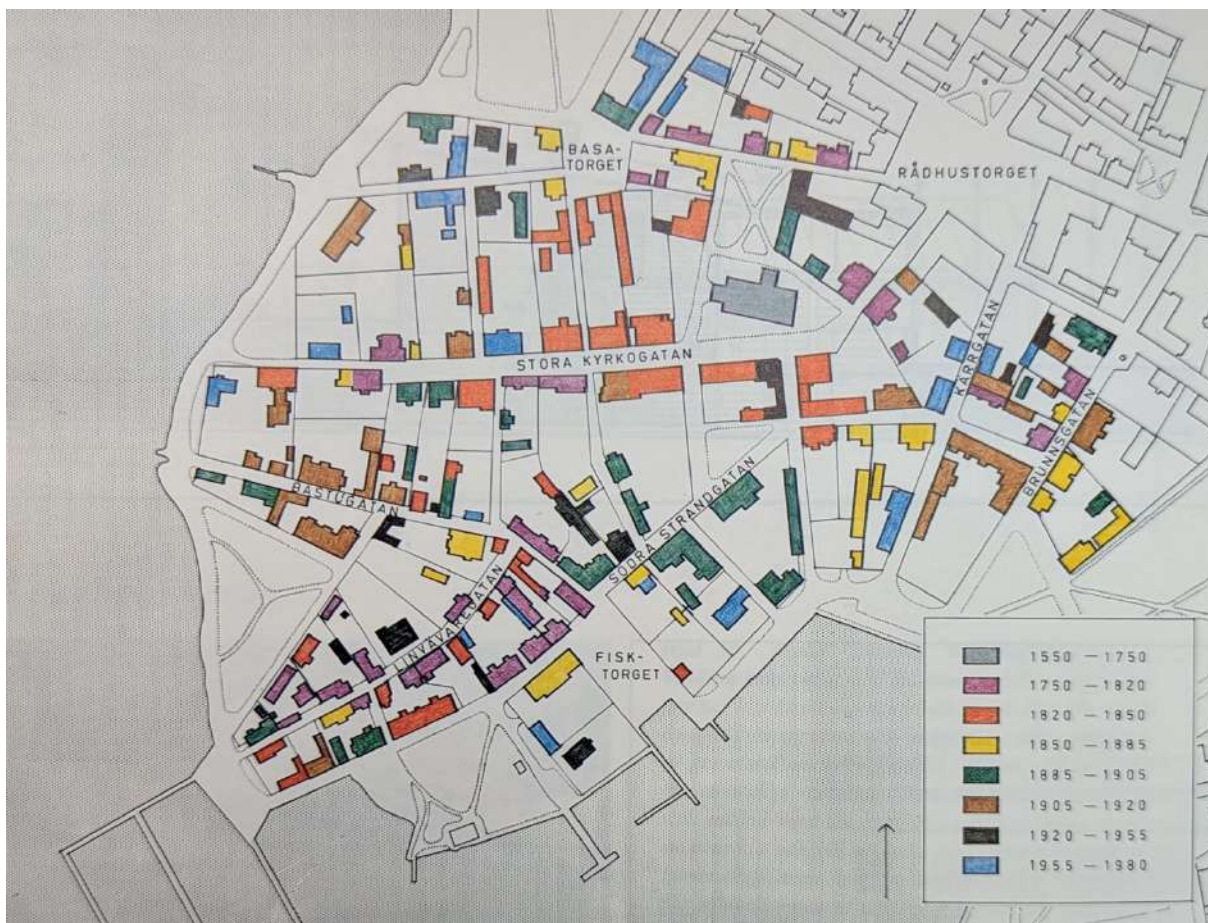 BASA-
TORGET
RÅDHUSTORGET
STORA KYRKOGATAN
KARRGATAN
BRUNNSGATAN
BASTUGATAN
SÖDRA STRANDGATAN
LINVÄVAREGATAN
FISK-
TORGET
1550 — 1750
1750 — 1820
1820 — 1850
1850 — 1885
1885 — 1905
1905 — 1920
1920 — 1955
1955 — 1980